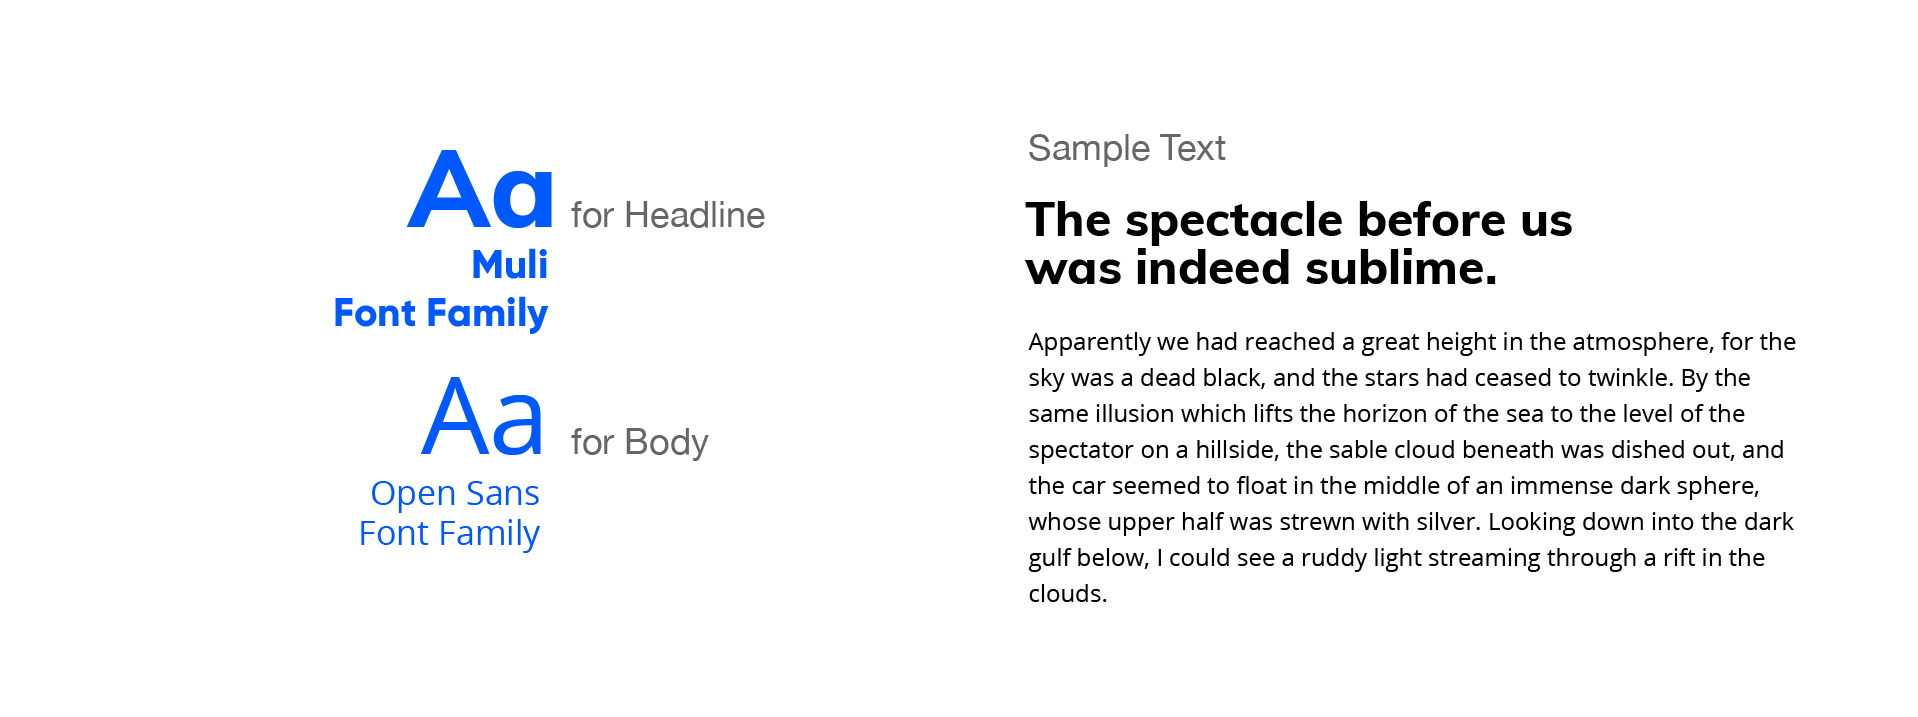 Aa for Headline
Muli
Font Family
Aa for Body
Open Sans
Font Family
Sample Text
The spectacle before us
was indeed sublime.
Apparently we had reached a great height in the atmosphere, for the
sky was a dead black, and the stars had ceased to twinkle. By the
same illusion which lifts the horizon of the sea to the level of the
spectator on a hillside, the sable cloud beneath was dished out, and
the car seemed to float in the middle of an immense dark sphere,
whose upper half was strewn with silver. Looking down into the dark
gulf below, I could see a ruddy light streaming through a rift in the
clouds.